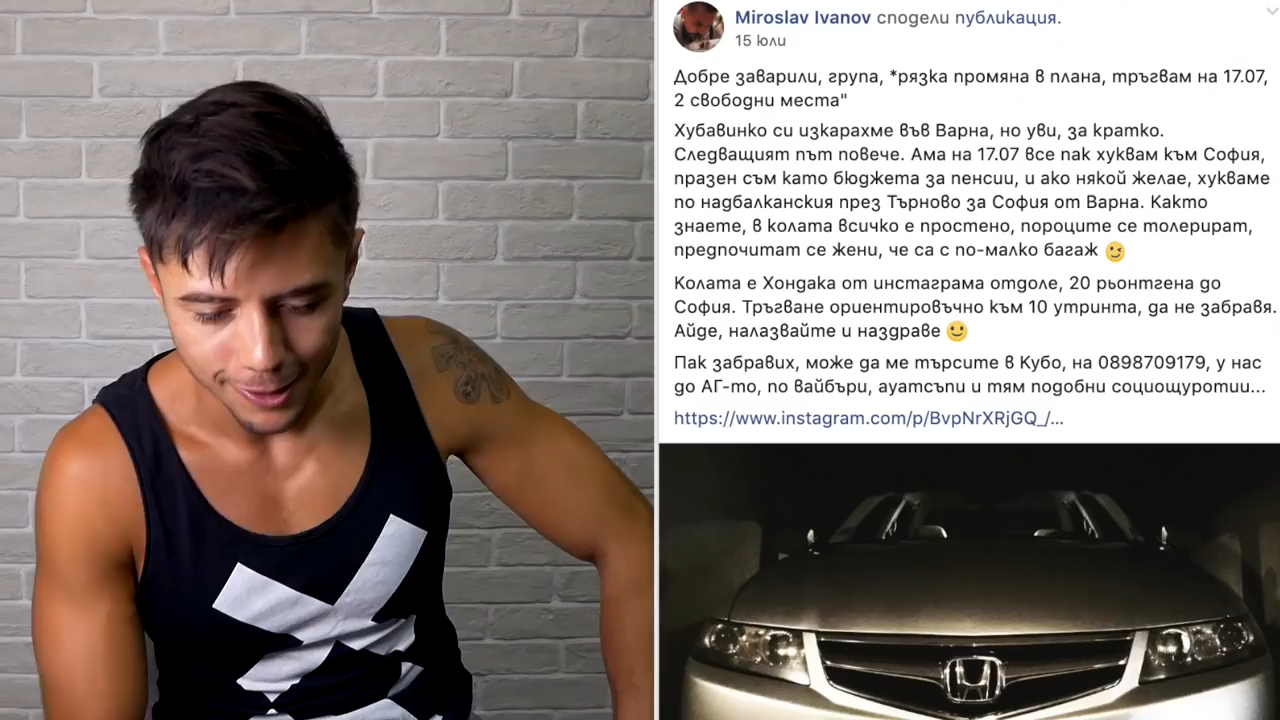 Miroslav Ivanov сподели публикация.
15 юли
Добре заварили, група, *рязка промяна в плана, тръгвам на 17.07,
2 свободни места"
Хубавинко си изкарахме във Варна, но уви, за кратко.
Следващият път повече. Ама на 17.07 все пак хуквам към София,
празен съм като бюджета за пенсии, и ако някой желае, хукваме
по надбалканския през Търново за София от Варна. Както
знаете, в колата всичко е простено, пороците се толерират,
предпочитат се жени, че са с по-малко багаж 😉
Колата е Хондака от инстаграма отдоле, 20 рьонтгена до
София. Тръгване ориентировъчно към 10 утринта, да не забравя.
Айде, налазвайте и наздраве 🙂
Пак забравих, може да ме търсите в Кубо, на 0898709179, у нас
до АГ-то, по вайбъри, ауатсъпи и тям подобни социощуротии...
https://www.instagram.com/p/BvpNrXRjGQ_/...